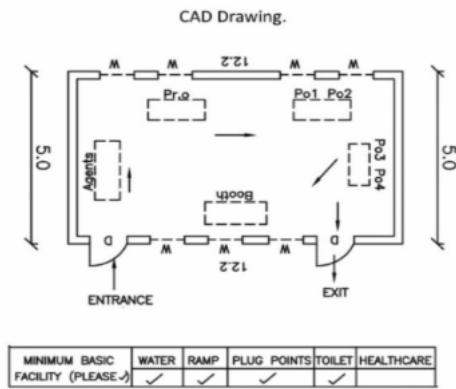 CAD Drawing.
W W 12.2 W W
Pr.o Po1 Po2
5.0 5.0
Agents
Po3
Po4
Booth
D D
W W 12.2 W
ENTRANCE EXIT
MINIMUM BASIC FACILITY (PLEASE ✓) WATER RAMP PLUG POINTS TOILET HEALTHCARE
✓ ✓ ✓ ✓